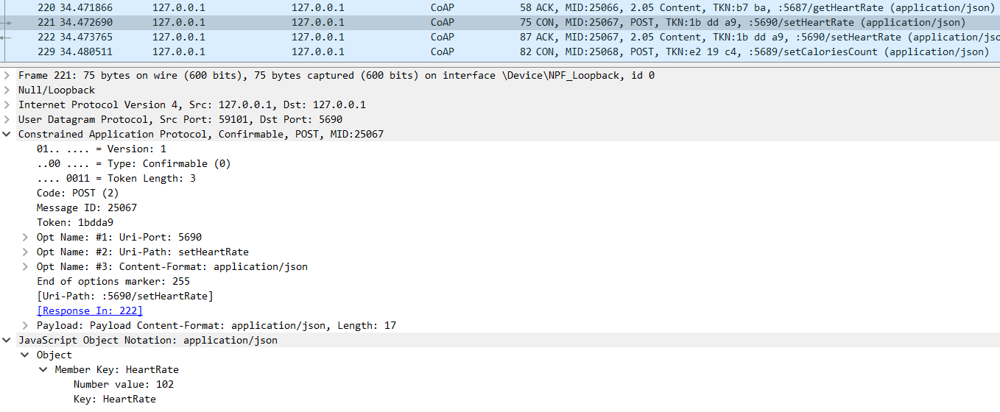 220 34.471866 127.0.0.1 127.0.0.1 CoAP 58 ACK, MID:25066, 2.05 Content, TKN:b7 ba, :5687/getHeartRate (application/json)
221 34.472690 127.0.0.1 127.0.0.1 CoAP 75 CON, MID:25067, POST, TKN:1b dd a9, :5690/setHeartRate (application/json)
222 34.473765 127.0.0.1 127.0.0.1 CoAP 87 ACK, MID:25067, 2.05 Content, TKN:1b dd a9, :5690/setHeartRate (application/jso
229 34.480511 127.0.0.1 127.0.0.1 CoAP 82 CON, MID:25068, POST, TKN:e2 19 c4, :5689/setCaloriesCount (application/json)
Frame 221: 75 bytes on wire (600 bits), 75 bytes captured (600 bits) on interface \Device\NPF_Loopback, id 0
Null/Loopback
Internet Protocol Version 4, Src: 127.0.0.1, Dst: 127.0.0.1
User Datagram Protocol, Src Port: 59101, Dst Port: 5690
Constrained Application Protocol, Confirmable, POST, MID:25067
01.. .... = Version: 1
..00 .... = Type: Confirmable (0)
.... 0011 = Token Length: 3
Code: POST (2)
Message ID: 25067
Token: 1bdda9
Opt Name: #1: Uri-Port: 5690
Opt Name: #2: Uri-Path: setHeartRate
Opt Name: #3: Content-Format: application/json
End of options marker: 255
[Uri-Path: :5690/setHeartRate]
[Response In: 222]
Payload: Payload Content-Format: application/json, Length: 17
JavaScript Object Notation: application/json
Object
Member Key: HeartRate
Number value: 102
Key: HeartRate